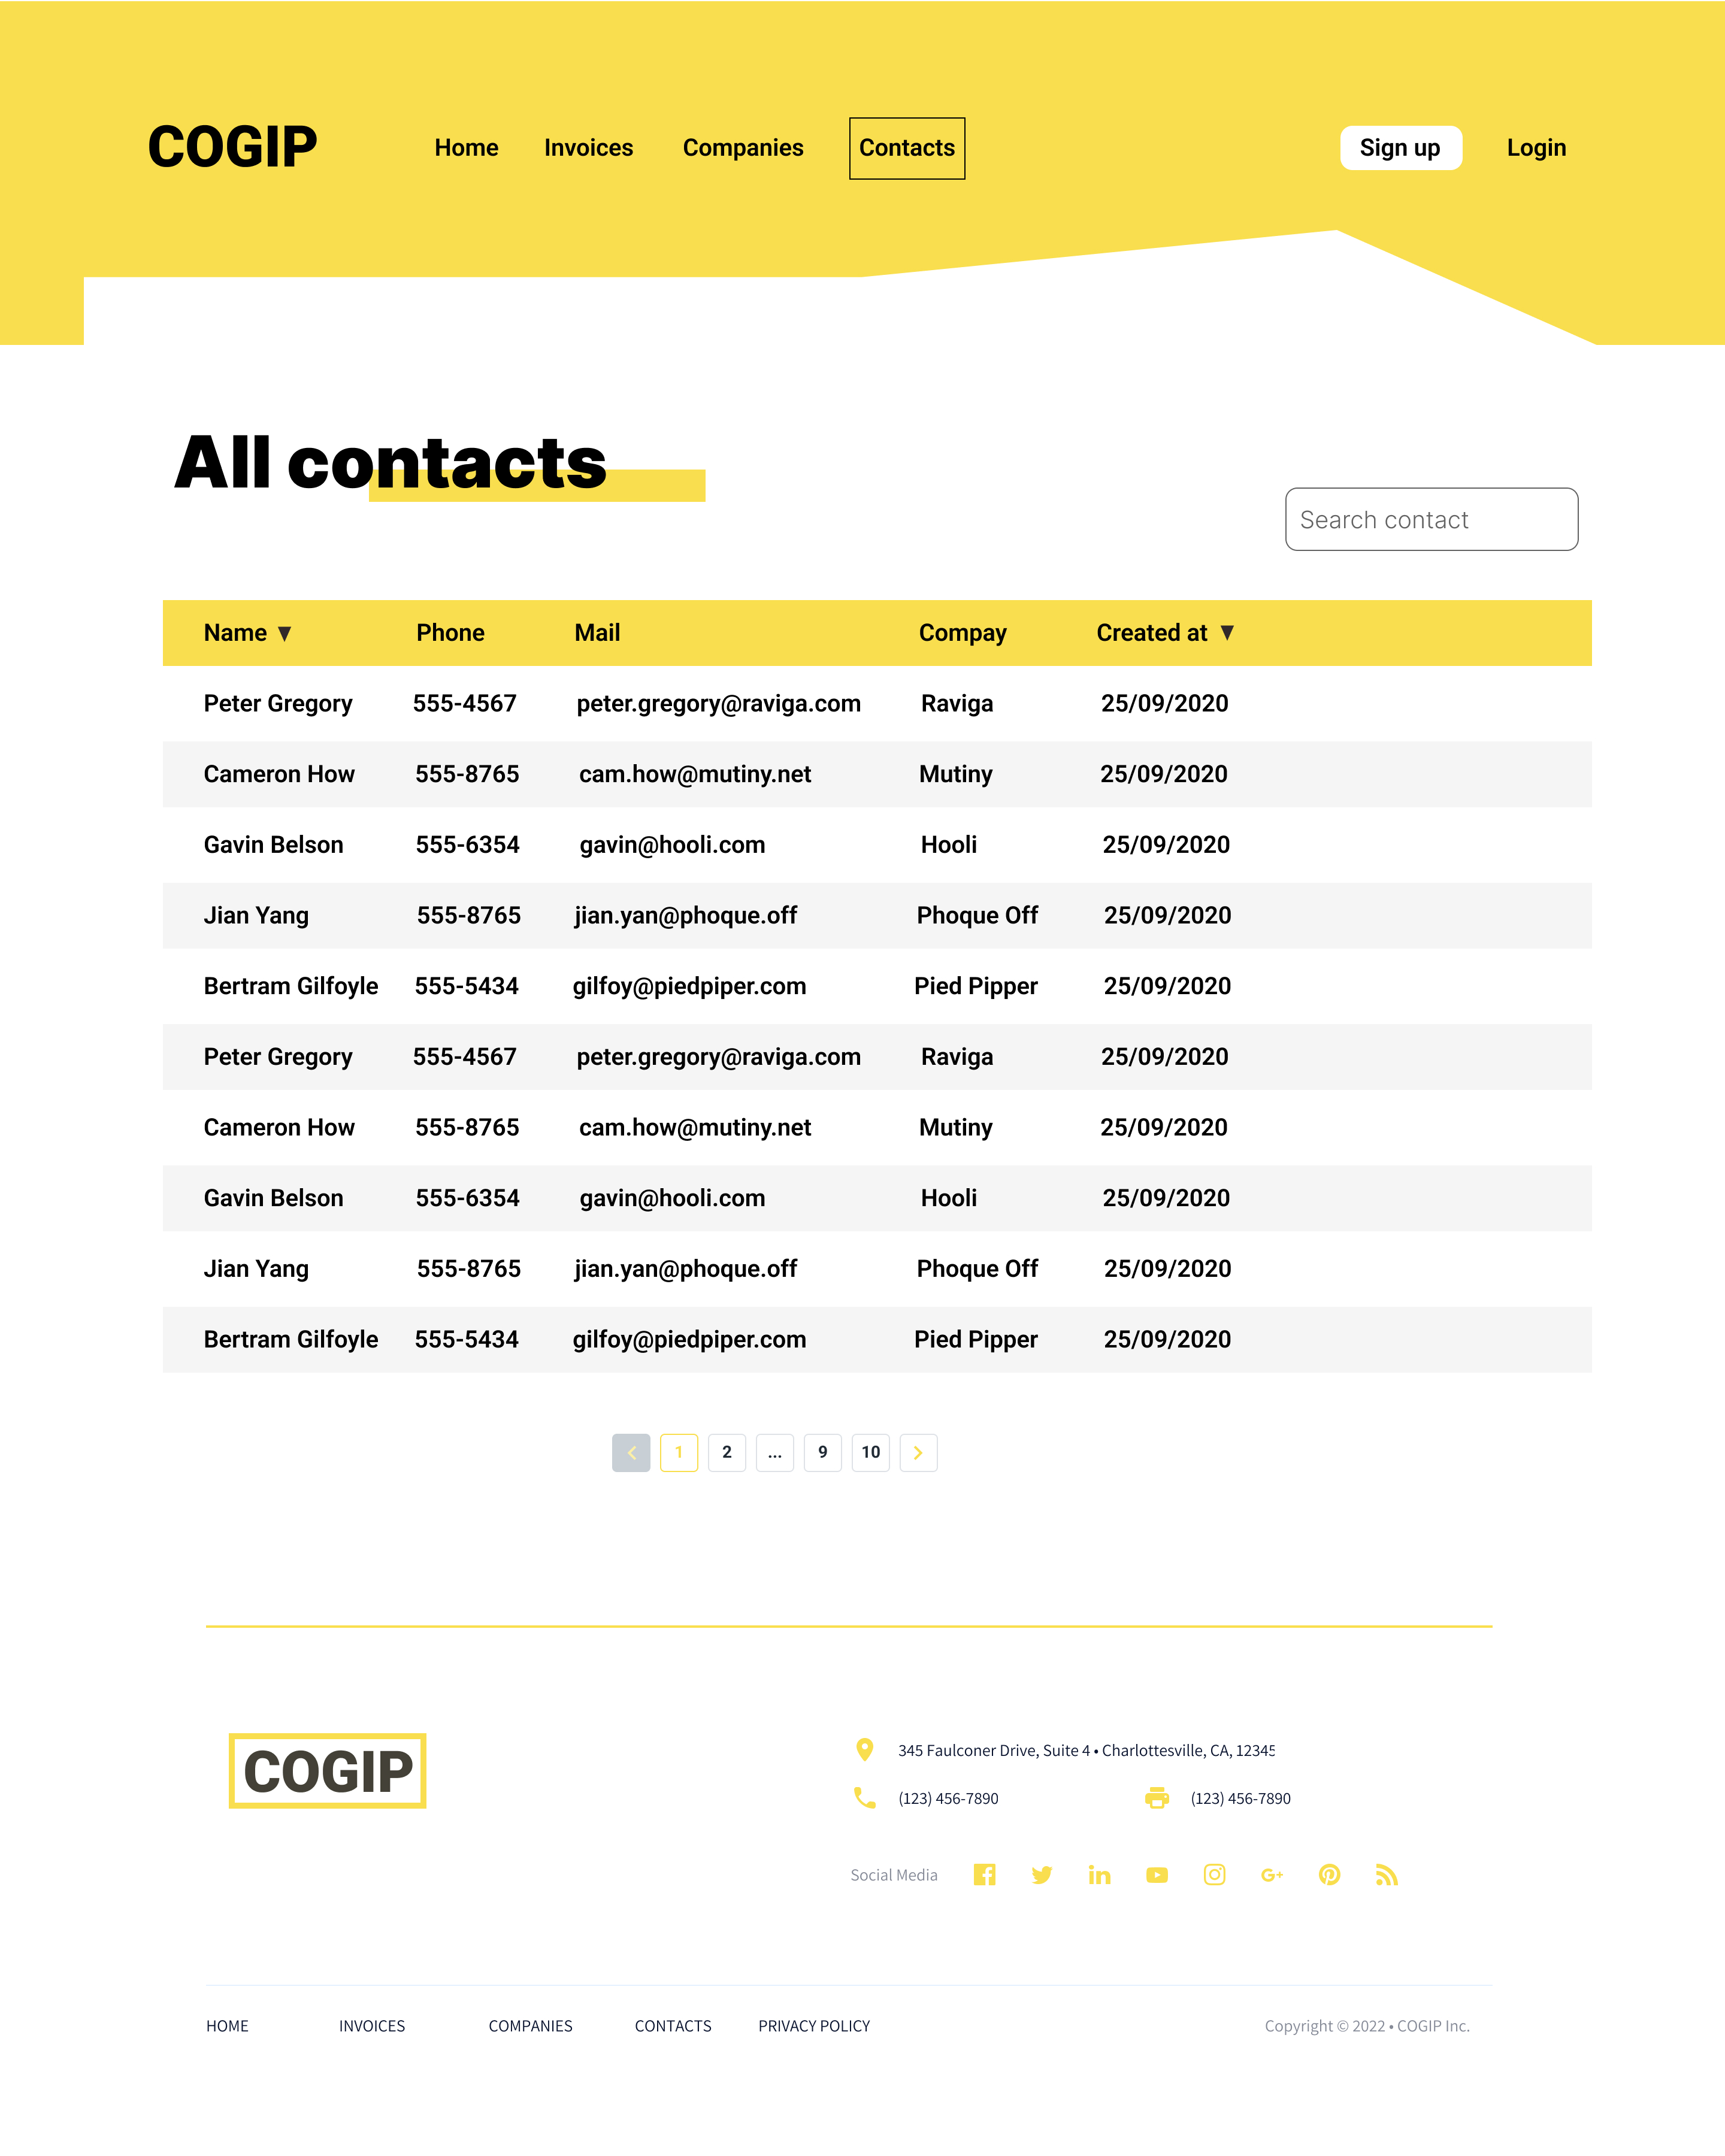 COGIP Home Invoices Companies Contacts Sign up Login
All contacts
Search contact
Name ▼ Phone Mail Compay Created at ▼
Peter Gregory 555-4567 peter.gregory@raviga.com Raviga 25/09/2020
Cameron How 555-8765 cam.how@mutiny.net Mutiny 25/09/2020
Gavin Belson 555-6354 gavin@hooli.com Hooli 25/09/2020
Jian Yang 555-8765 jian.yan@phoque.off Phoque Off 25/09/2020
Bertram Gilfoyle 555-5434 gilfoy@piedpiper.com Pied Pipper 25/09/2020
Peter Gregory 555-4567 peter.gregory@raviga.com Raviga 25/09/2020
Cameron How 555-8765 cam.how@mutiny.net Mutiny 25/09/2020
Gavin Belson 555-6354 gavin@hooli.com Hooli 25/09/2020
Jian Yang 555-8765 jian.yan@phoque.off Phoque Off 25/09/2020
Bertram Gilfoyle 555-5434 gilfoy@piedpiper.com Pied Pipper 25/09/2020
1 2 ... 9 10
COGIP
345 Faulconer Drive, Suite 4 • Charlottesville, CA, 12345
(123) 456-7890 (123) 456-7890
Social Media
HOME INVOICES COMPANIES CONTACTS PRIVACY POLICY Copyright © 2022 • COGIP Inc.